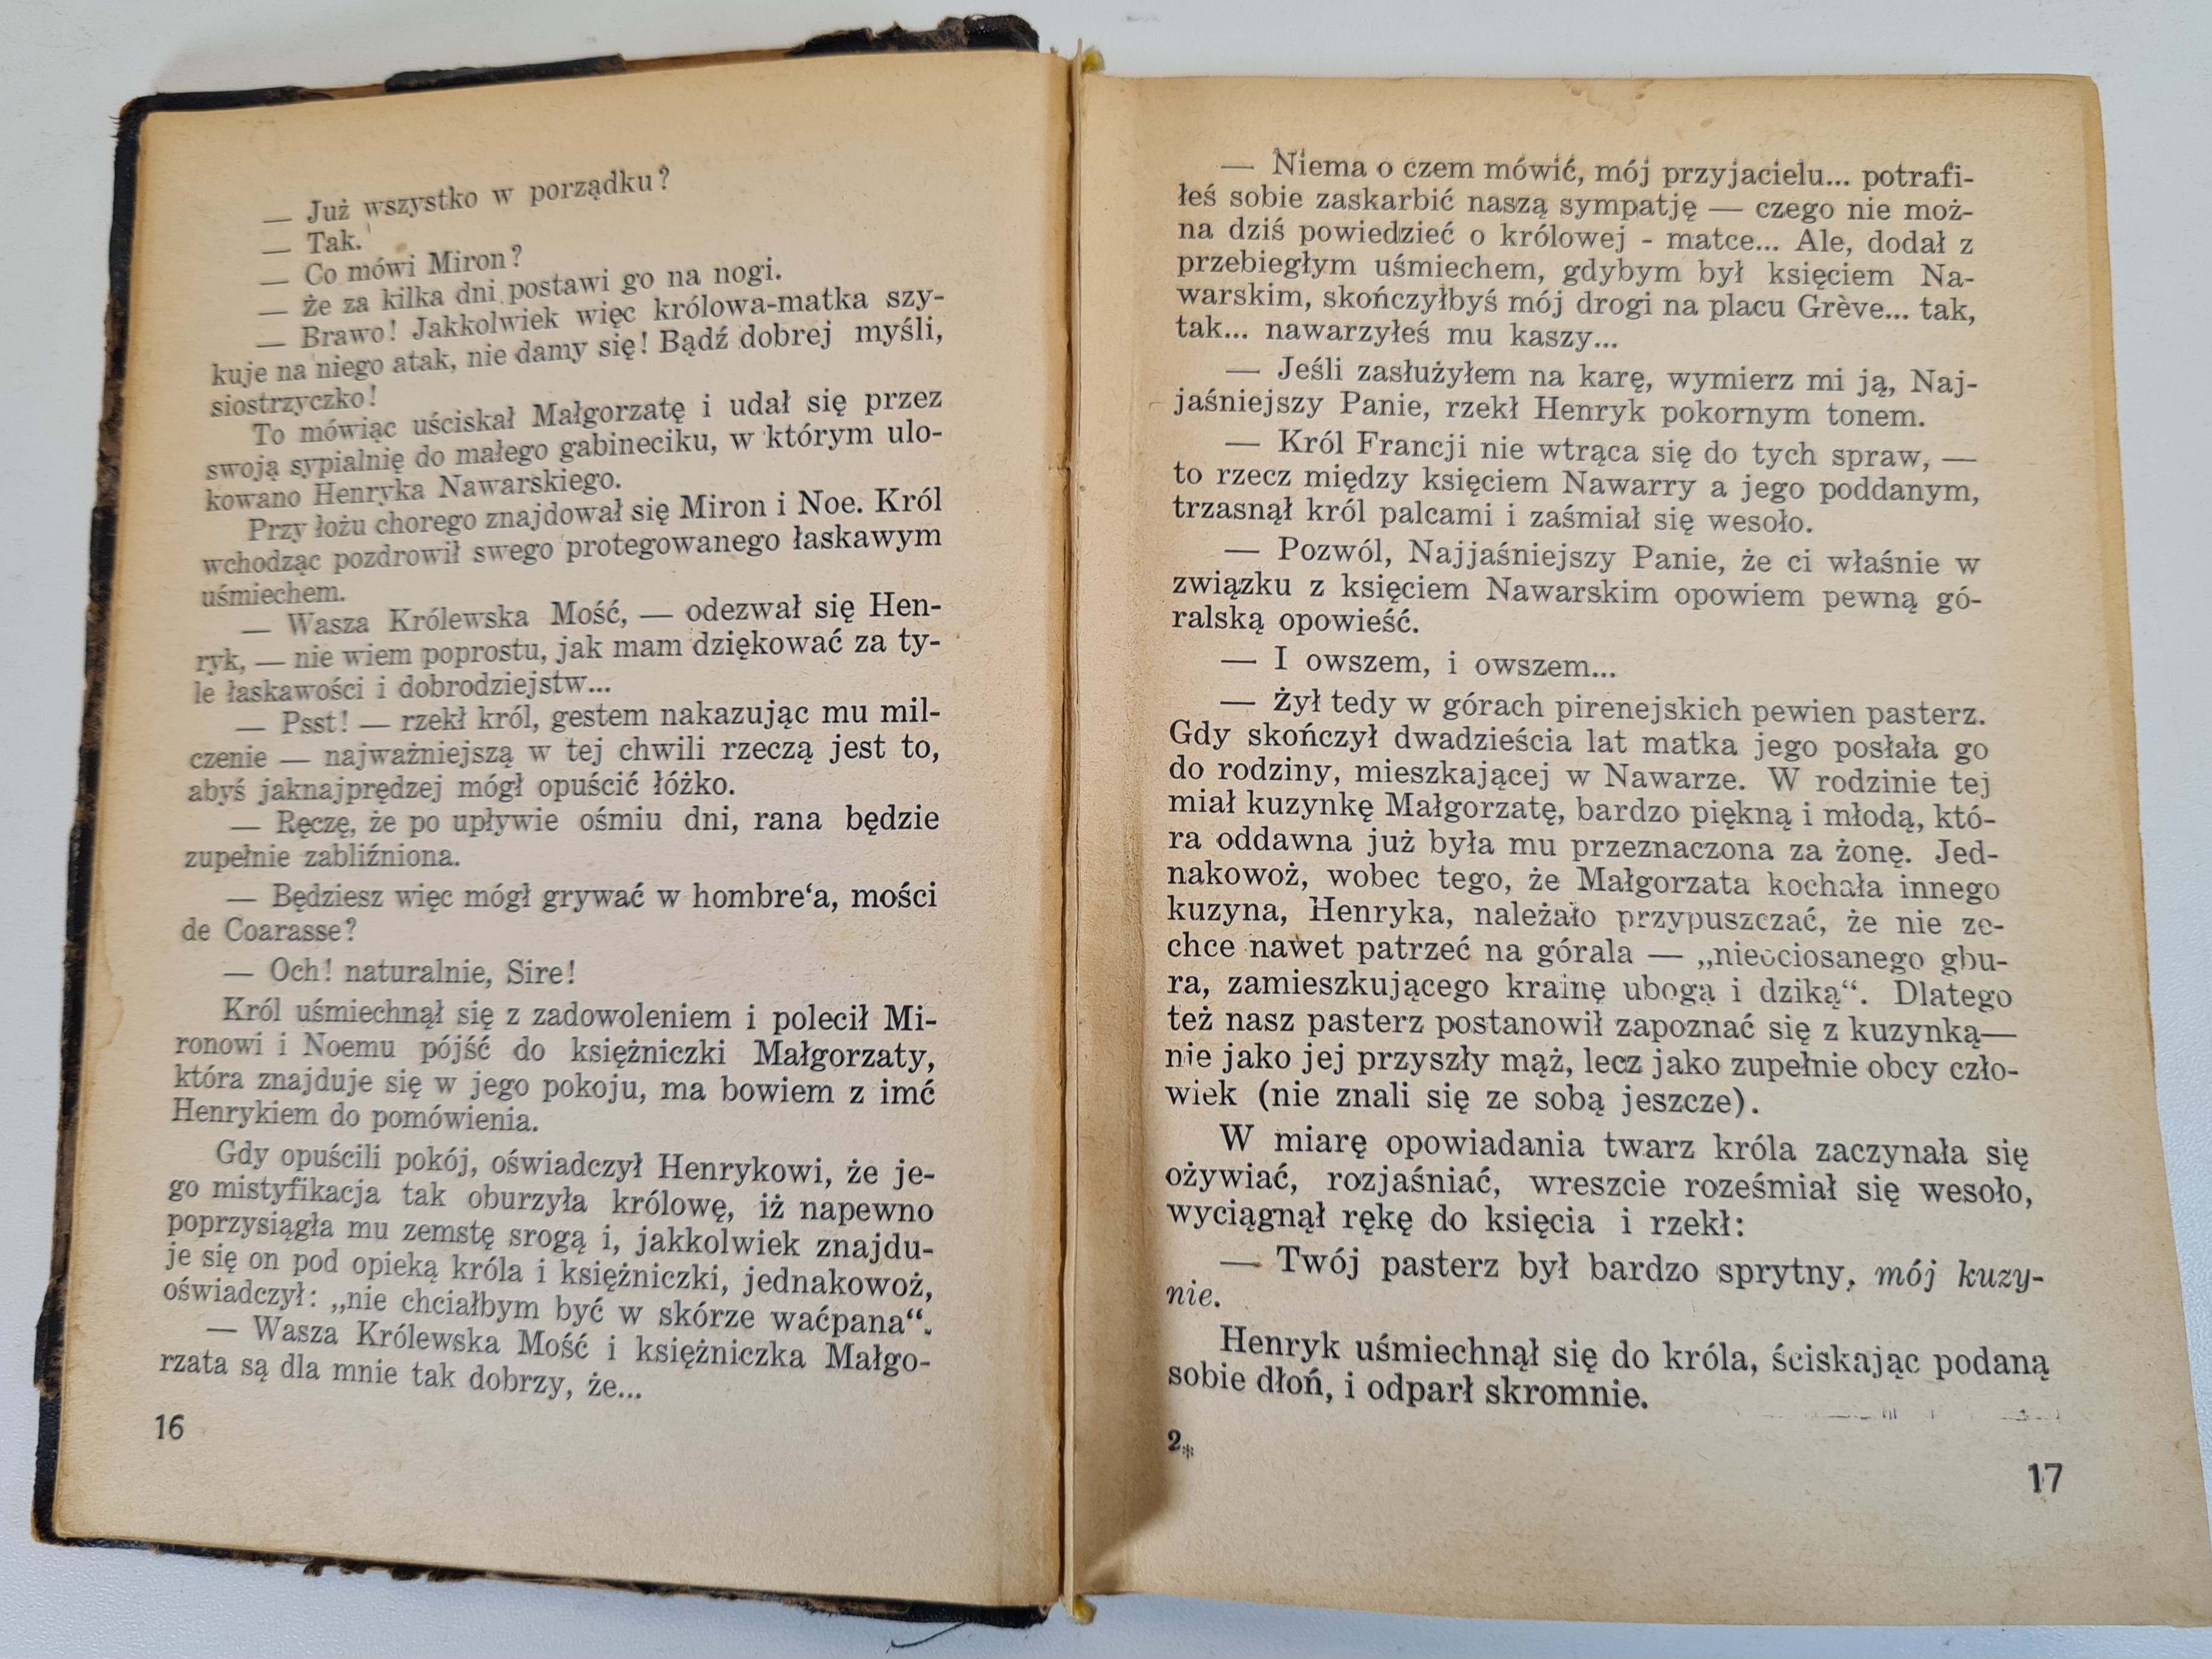 — Już wszystko w porządku?
— Tak.
— Co mówi Miron?
— że za kilka dni postawi go na nogi.
— Brawo! Jakkolwiek więc królowa-matka szy-
kuje na niego atak, nie damy się! Bądź dobrej myśli,
siostrzyczko!
To mówiąc uściskał Małgorzatę i udał się przez
swoją sypialnię do małego gabineciku, w którym ulo-
kowano Henryka Nawarskiego.
Przy łożu chorego znajdował się Miron i Noe. Król
wchodząc pozdrowił swego protegowanego łaskawym
uśmiechem.
— Wasza Królewska Mość, — odezwał się Hen-
ryk, — nie wiem poprostu, jak mam dziękować za ty-
le łaskawości i dobrodziejstw...
— Psst! — rzekł król, gestem nakazując mu mil-
czenie — najważniejszą w tej chwili rzeczą jest to,
abyś jaknajprędzej mógł opuścić łóżko.
— Ręczę, że po upływie ośmiu dni, rana będzie
zupełnie zabliźniona.
— Będziesz więc mógł grywać w hombre‘a, mości
de Coarasse?
— Och! naturalnie, Sire!
Król uśmiechnął się z zadowoleniem i polecił Mi-
ronowi i Noemu pójść do księżniczki Małgorzaty,
która znajduje się w jego pokoju, ma bowiem z imć
Henrykiem do pomówienia.
Gdy opuścili pokój, oświadczył Henrykowi, że je-
go mistyfikacja tak oburzyła królowę, iż napewno
poprzysiągła mu zemstę srogą i, jakkolwiek znajdu-
je się on pod opieką króla i księżniczki, jednakowoż,
oświadczył: „nie chciałbym być w skórze waćpana“.
— Wasza Królewska Mość i księżniczka Małgo-
rzata są dla mnie tak dobrzy, że...
16
— Niema o czem mówić, mój przyjacielu... potrafi-
łeś sobie zaskarbić naszą sympatję — czego nie moż-
na dziś powiedzieć o królowej - matce... Ale, dodał z
przebiegłym uśmiechem, gdybym był księciem Na-
warskim, skończyłbyś mój drogi na placu Grève... tak,
tak... nawarzyłeś mu kaszy...
— Jeśli zasłużyłem na karę, wymierz mi ją, Naj-
jaśniejszy Panie, rzekł Henryk pokornym tonem.
— Król Francji nie wtrąca się do tych spraw, —
to rzecz między księciem Nawarry a jego poddanym,
trzasnął król palcami i zaśmiał się wesoło.
— Pozwól, Najjaśniejszy Panie, że ci właśnie w
związku z księciem Nawarskim opowiem pewną gó-
ralską opowieść.
— I owszem, i owszem...
— Żył tedy w górach pirenejskich pewien pasterz.
Gdy skończył dwadzieścia lat matka jego posłała go
do rodziny, mieszkającej w Nawarze. W rodzinie tej
miał kuzynkę Małgorzatę, bardzo piękną i młodą, któ-
ra oddawna już była mu przeznaczona za żonę. Jed-
nakowoż, wobec tego, że Małgorzata kochała innego
kuzyna, Henryka, należało przypuszczać, że nie ze-
chce nawet patrzeć na górala — „nieociosanego gbu-
ra, zamieszkującego krainę ubogą i dziką“. Dlatego
też nasz pasterz postanowił zapoznać się z kuzynką—
nie jako jej przyszły mąż, lecz jako zupełnie obcy czło-
wiek (nie znali się ze sobą jeszcze).
W miarę opowiadania twarz króla zaczynała się
ożywiać, rozjaśniać, wreszcie roześmiał się wesoło,
wyciągnął rękę do księcia i rzekł:
— Twój pasterz był bardzo sprytny, mój kuzy-
nie.
Henryk uśmiechnął się do króla, ściskając podaną
sobie dłoń, i odparł skromnie.
2*
17